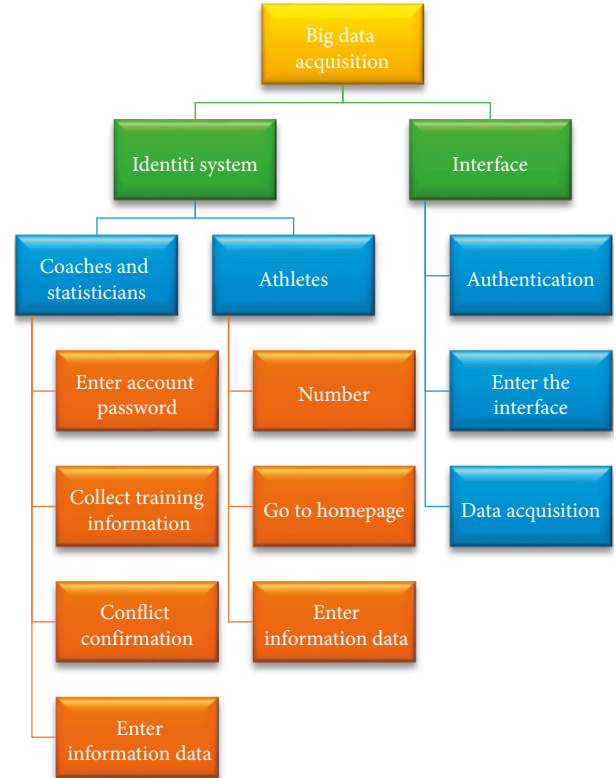 Big data
acquisition
Identiti system
Interface
Coaches and
statisticians
Athletes
Authentication
Enter account
password
Number
Enter the
interface
Collect training
information
Go to homepage
Data acquisition
Conflict
confirmation
Enter
information data
Enter
information data